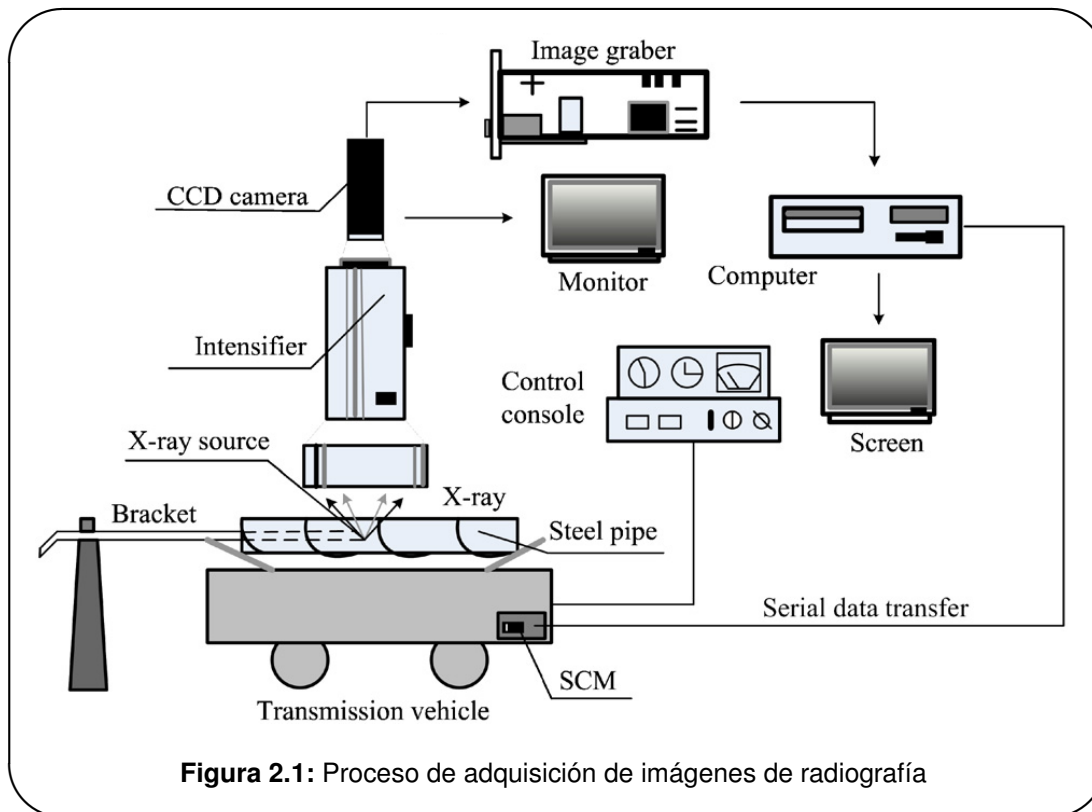 Image graber
CCD camera
Monitor
Computer
Intensifier
Control
console
Screen
X-ray source
X-ray
Bracket
Steel pipe
Serial data transfer
SCM
Transmission vehicle
Figura 2.1: Proceso de adquisición de imágenes de radiografía